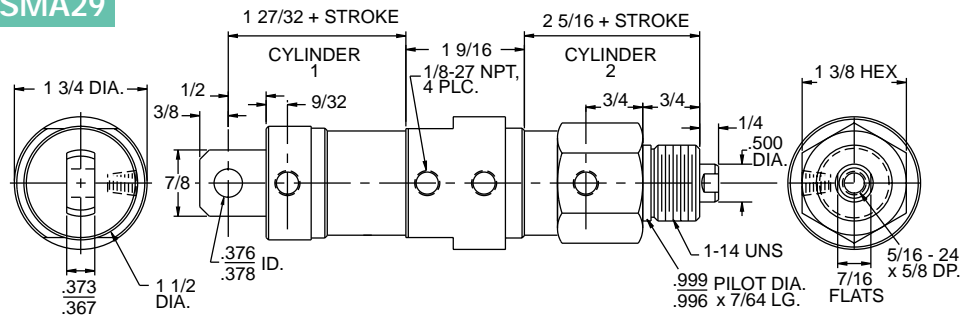 SMA29
1 27/32 + STROKE
2 5/16 + STROKE
CYLINDER
1
1 9/16
CYLINDER
2
1 3/4 DIA.
1/2
3/8
9/32
1/8-27 NPT,
4 PLC.
3/4
3/4
1 3/8 HEX
1/4
.500
DIA.
7/8
.376
.378
ID.
.373
.367
1 1/2
DIA.
1-14 UNS
.999
.996
PILOT DIA.
x 7/64 LG.
7/16
FLATS
5/16 - 24
x 5/8 DP.